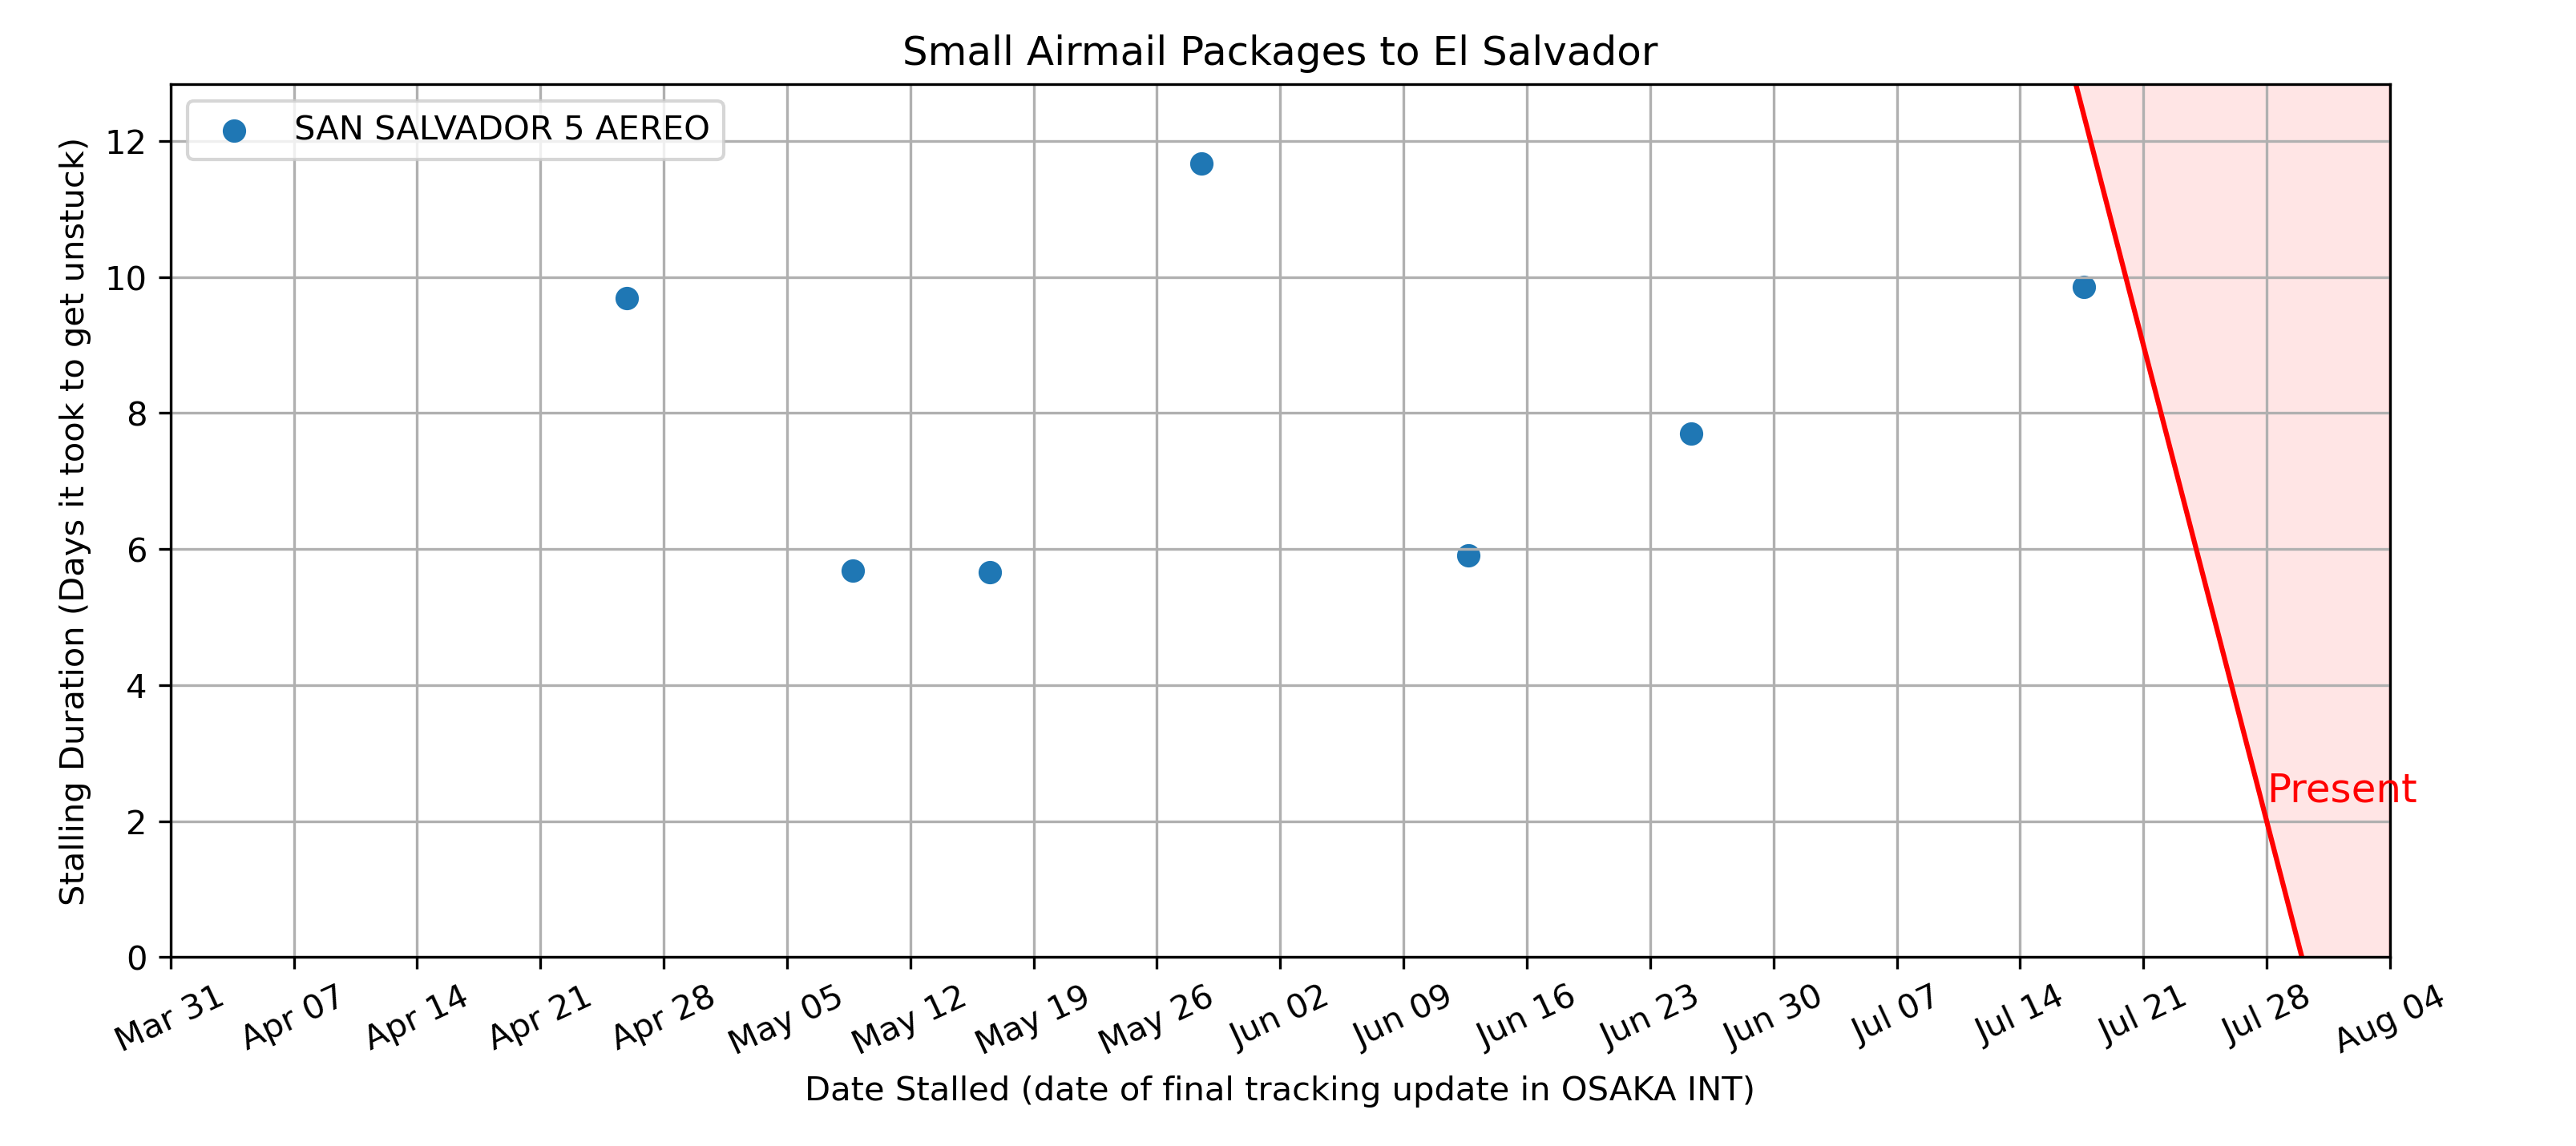 Small Airmail Packages to El Salvador
SAN SALVADOR 5 AEREO
Stalling Duration (Days it took to get unstuck)
12
10
8
6
4
2
0
Present
Mar 31 Apr 07 Apr 14 Apr 21 Apr 28 May 05 May 12 May 19 May 26 Jun 02 Jun 09 Jun 16 Jun 23 Jun 30 Jul 07 Jul 14 Jul 21 Jul 28 Aug 04
Date Stalled (date of final tracking update in OSAKA INT)